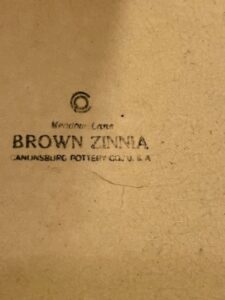 Meadow Lane
BROWN ZINNIA
CANONSBURG POTTERY CO., U. S. A.